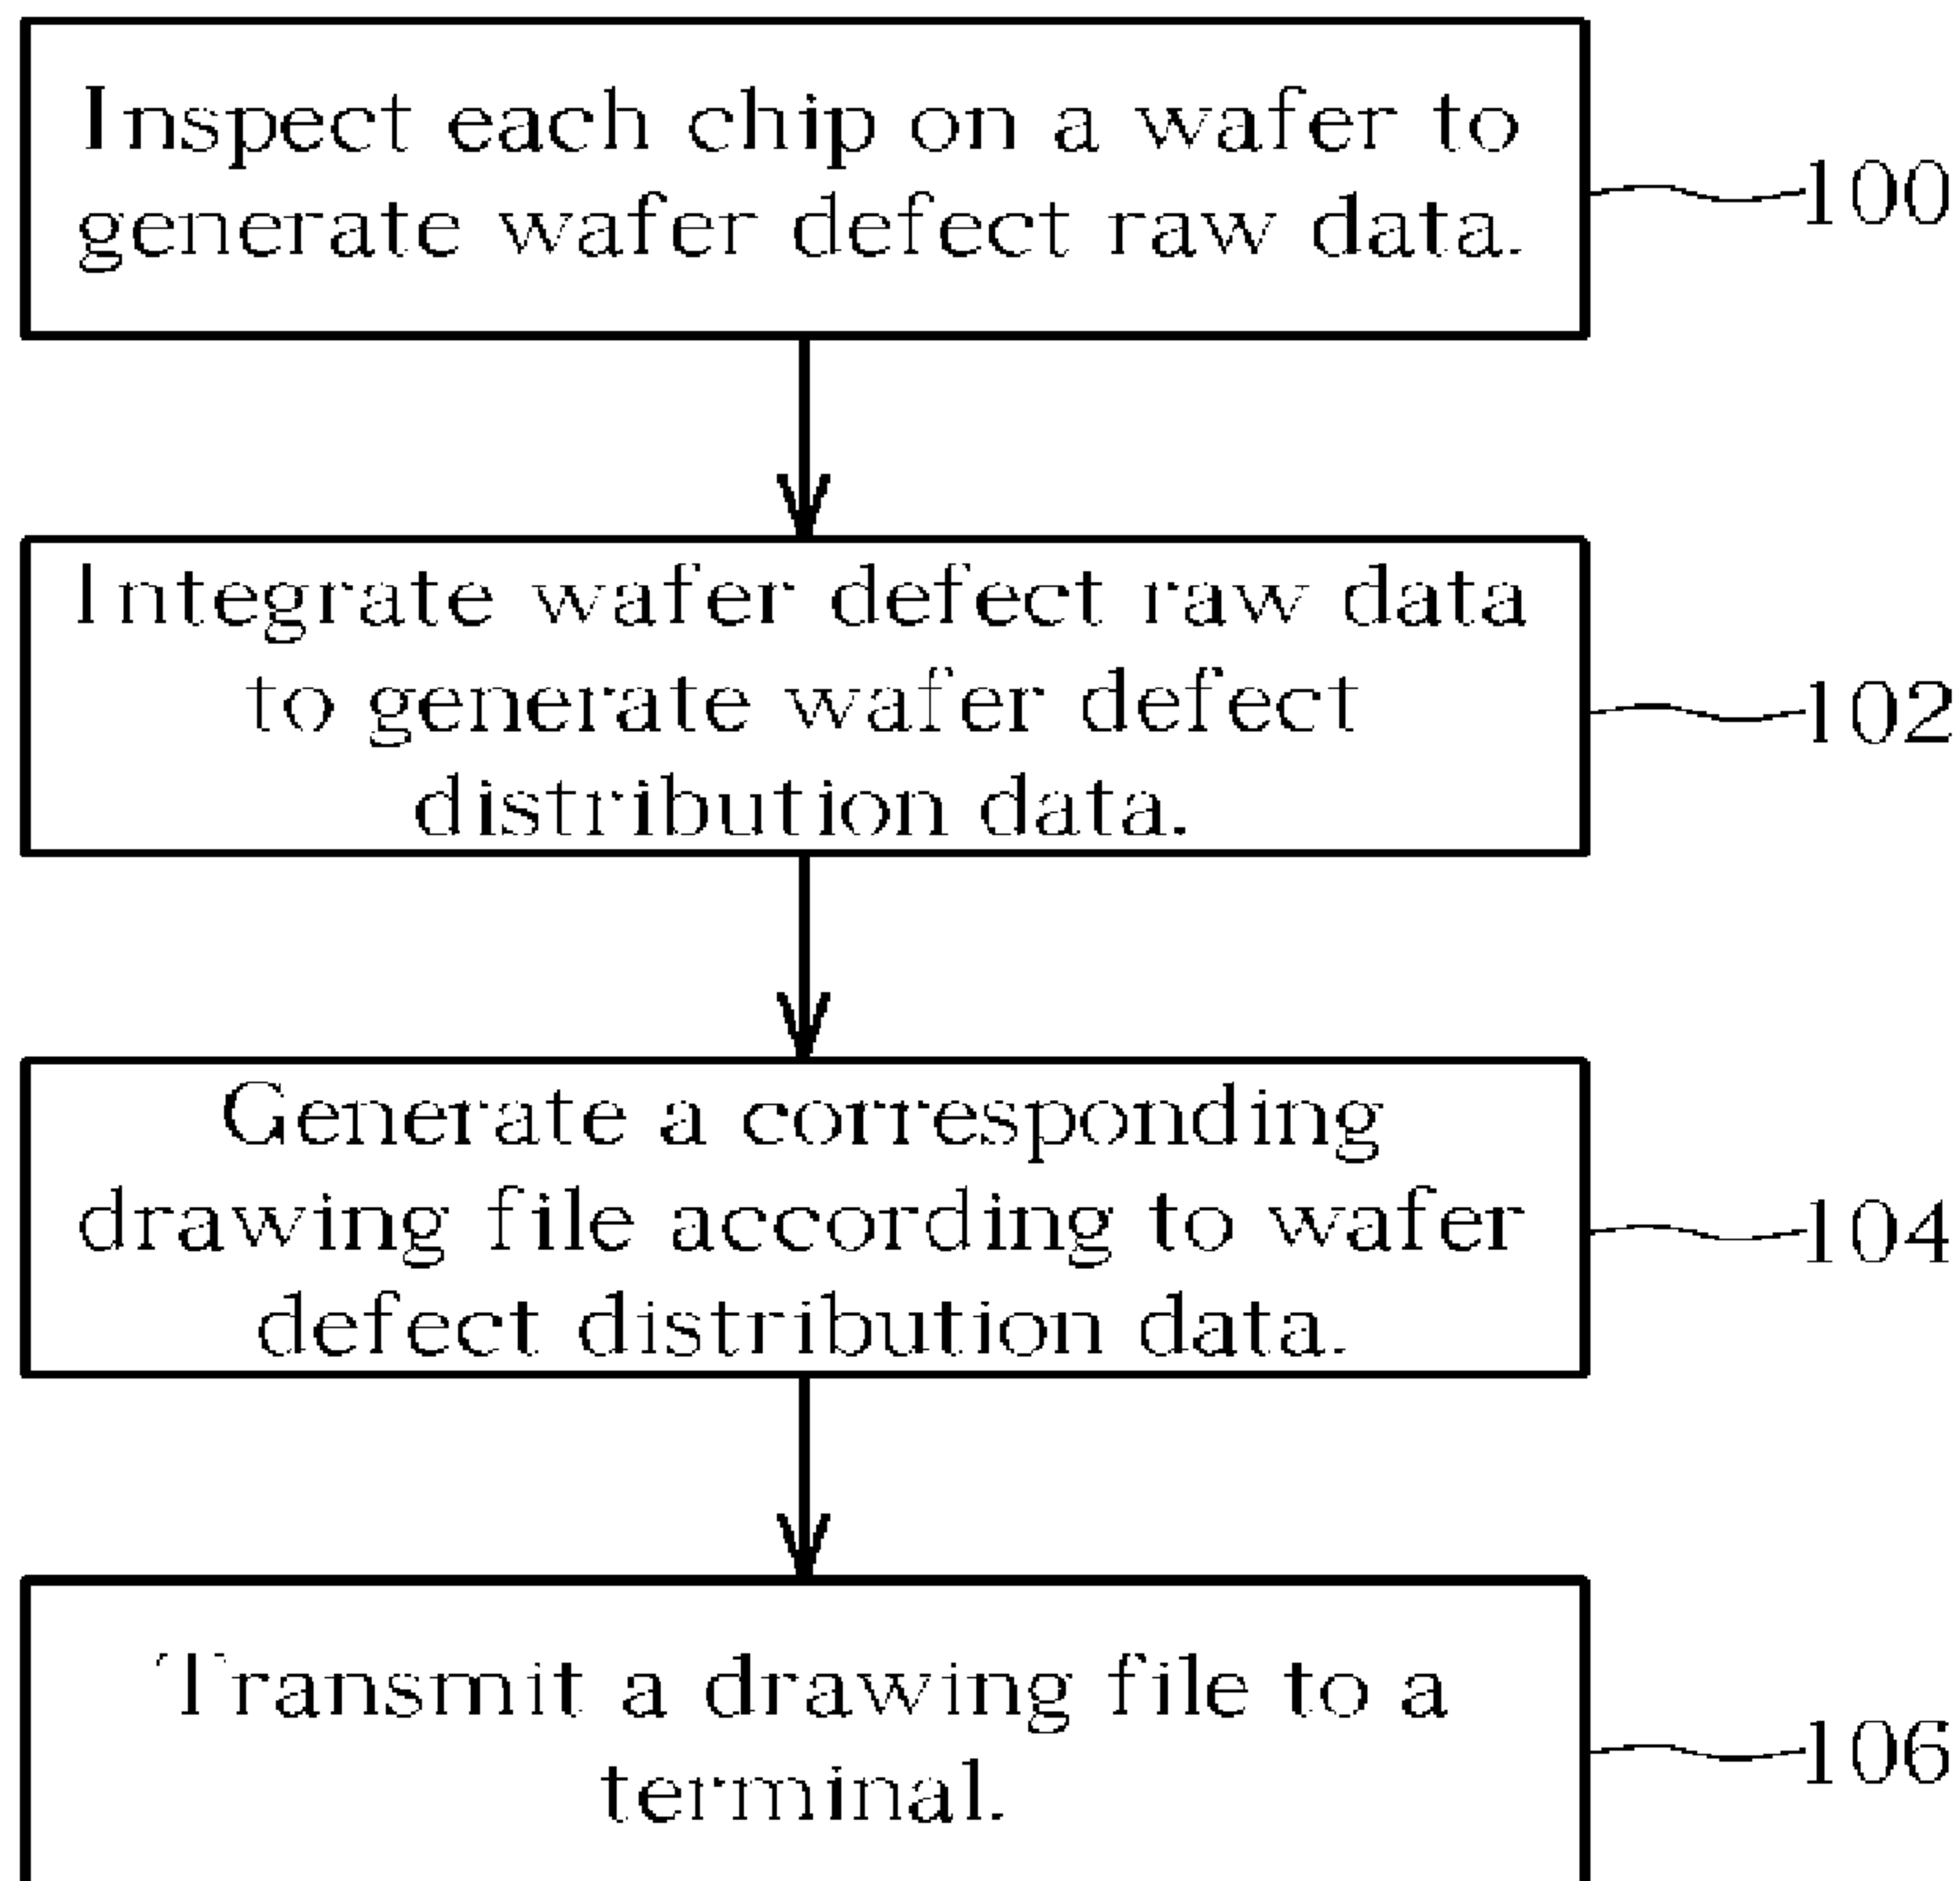 Inspect each chip on a wafer to
generate wafer defect raw data.
100
Integrate wafer defect raw data
to generate wafer defect
distribution data.
102
Generate a corresponding
drawing file according to wafer
defect distribution data.
104
Transmit a drawing file to a
terminal.
106